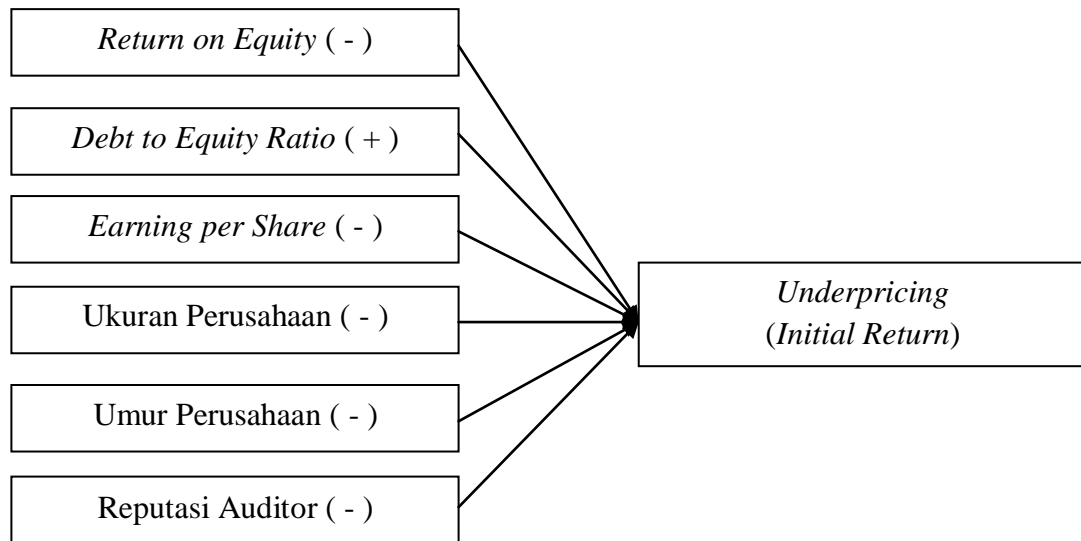 Return on Equity ( - )
Debt to Equity Ratio ( + )
Earning per Share ( - )
Ukuran Perusahaan ( - )
Umur Perusahaan ( - )
Reputasi Auditor ( - )
Underpricing
(Initial Return)